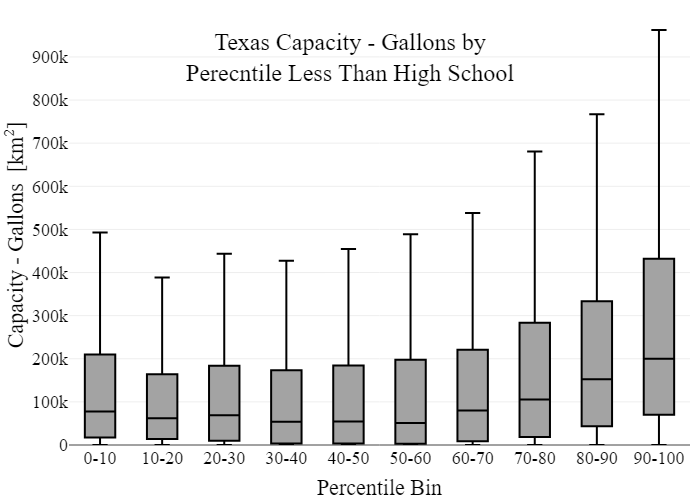 Texas Capacity - Gallons by
Perecntile Less Than High School
Capacity - Gallons [km²]
900k
800k
700k
600k
500k
400k
300k
200k
100k
0
0-10 10-20 20-30 30-40 40-50 50-60 60-70 70-80 80-90 90-100
Percentile Bin